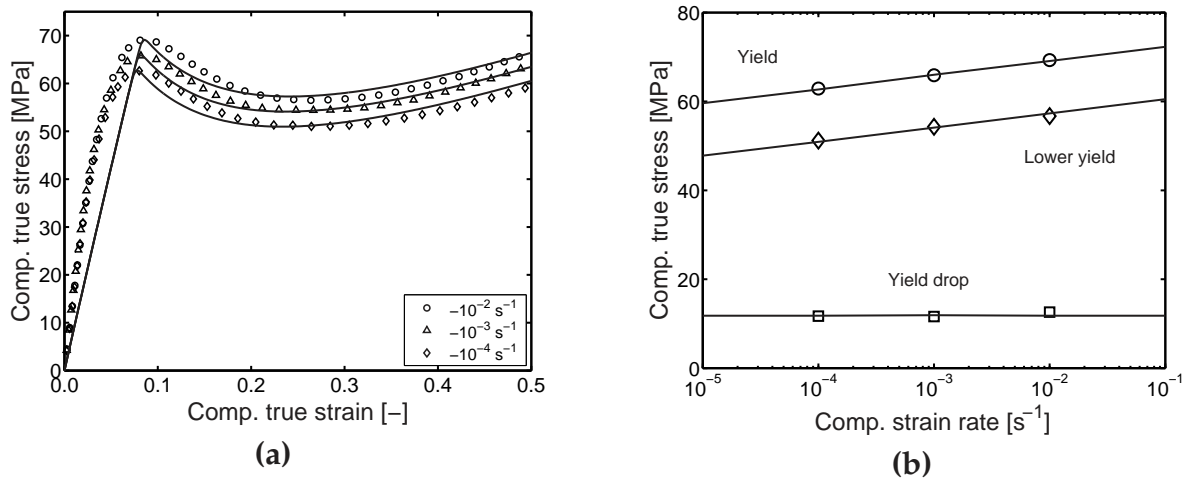 70
60
50
40
30
20
10
0
0.0 0.1 0.2 0.3 0.4 0.5
Comp. true stress [MPa]
Comp. true strain [−]
−10⁻² s⁻¹
−10⁻³ s⁻¹
−10⁻⁴ s⁻¹
(a)
80
60
40
20
0
10⁻⁵ 10⁻⁴ 10⁻³ 10⁻² 10⁻¹
Comp. true stress [MPa]
Comp. strain rate [s⁻¹]
Yield
Lower yield
Yield drop
(b)